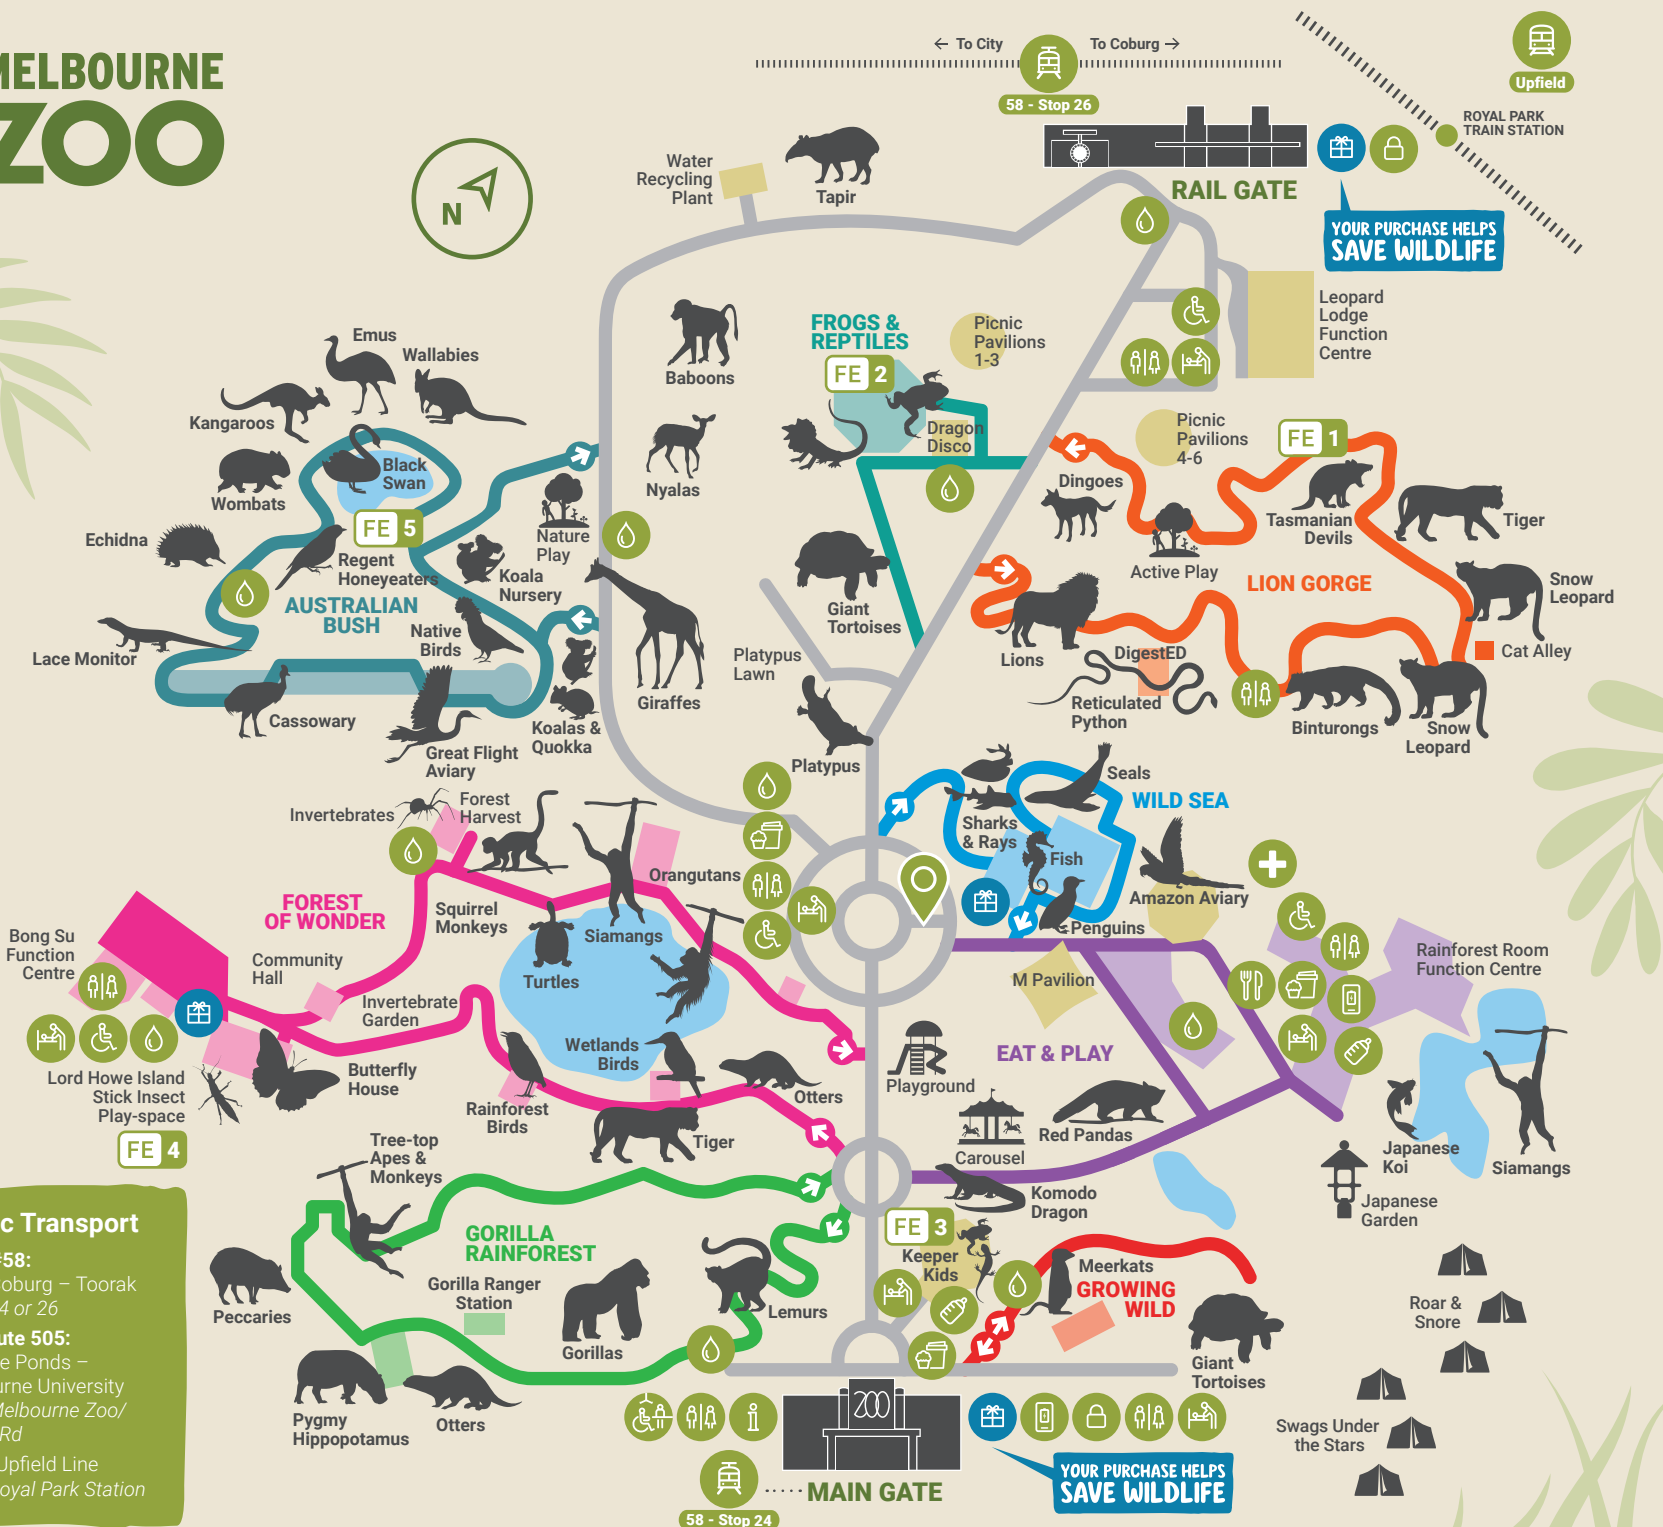 MELBOURNE
ZOO
N
To City
To Coburg
58 - Stop 26
Upfield
ROYAL PARK
TRAIN STATION
RAIL GATE
YOUR PURCHASE HELPS
SAVE WILDLIFE
Water
Recycling
Plant
Tapir
Leopard
Lodge
Function
Centre
Baboons
FROGS &
REPTILES
FE 2
Picnic
Pavilions
1-3
Dragon
Disco
Nyalas
Picnic
Pavilions
4-6
FE 1
Dingoes
Tasmanian
Devils
Tiger
Active Play
LION GORGE
Snow
Leopard
Cat Alley
Lions
DigestED
Reticulated
Python
Binturongs
Snow
Leopard
Emus
Wallabies
Kangaroos
Black
Swan
Wombats
FE 5
Echidna
Regent
Honeyeaters
Nature
Play
Koala
Nursery
AUSTRALIAN
BUSH
Native
Birds
Lace Monitor
Cassowary
Great Flight
Aviary
Koalas &
Quokka
Giraffes
Giant
Tortoises
Platypus
Lawn
Platypus
Seals
WILD SEA
Sharks
& Rays
Fish
Penguins
Amazon Aviary
Invertebrates
Forest
Harvest
Orangutans
FOREST
OF WONDER
Squirrel
Monkeys
Siamangs
Turtles
Bong Su
Function
Centre
Community
Hall
Invertebrate
Garden
Butterfly
House
Lord Howe Island
Stick Insect
Play-space
FE 4
Wetlands
Birds
Rainforest
Birds
Otters
Tiger
M Pavilion
Rainforest Room
Function Centre
EAT & PLAY
Playground
Carousel
Red Pandas
Komodo
Dragon
Japanese
Koi
Siamangs
Japanese
Garden
Tree-top
Apes &
Monkeys
GORILLA
RAINFOREST
Peccaries
Gorilla Ranger
Station
Gorillas
Lemurs
Pygmy
Hippopotamus
Otters
FE 3
Keeper
Kids
Meerkats
GROWING
WILD
Giant
Tortoises
Roar &
Snore
Swags Under
the Stars
ZOO
MAIN GATE
58 - Stop 24
YOUR PURCHASE HELPS
SAVE WILDLIFE
c Transport
58:
oburg – Toorak
4 or 26
ute 505:
e Ponds –
urne University
Melbourne Zoo/
Rd
Upfield Line
oyal Park Station